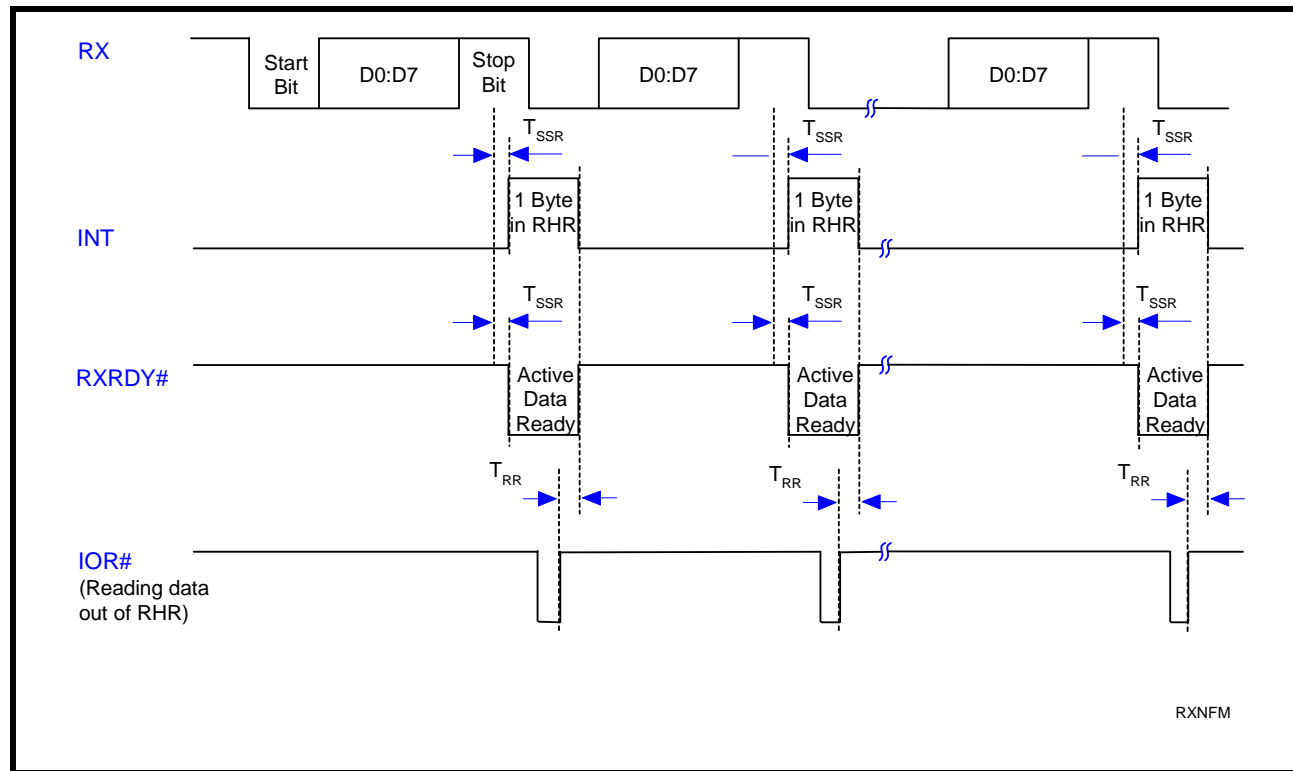 RX
Start
Bit
D0:D7
Stop
Bit
D0:D7
D0:D7
TSSR
TSSR
TSSR
INT
1 Byte
in RHR
1 Byte
in RHR
1 Byte
in RHR
TSSR
TSSR
TSSR
RXRDY#
Active
Data
Ready
Active
Data
Ready
Active
Data
Ready
TRR
TRR
TRR
IOR#
(Reading data
out of RHR)
RXNFM